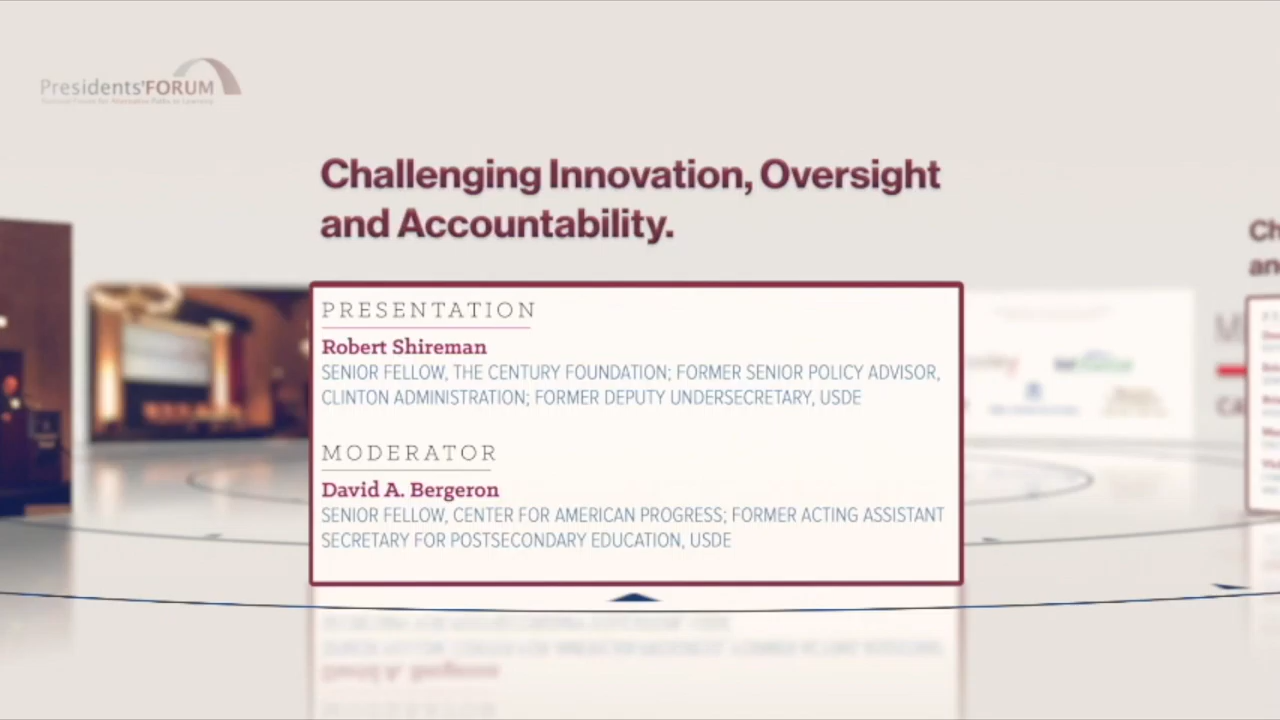 Presidents'FORUM
Challenging Innovation, Oversight
and Accountability.
PRESENTATION
Robert Shireman
SENIOR FELLOW, THE CENTURY FOUNDATION; FORMER SENIOR POLICY ADVISOR,
CLINTON ADMINISTRATION; FORMER DEPUTY UNDERSECRETARY, USDE
MODERATOR
David A. Bergeron
SENIOR FELLOW, CENTER FOR AMERICAN PROGRESS; FORMER ACTING ASSISTANT
SECRETARY FOR POSTSECONDARY EDUCATION, USDE